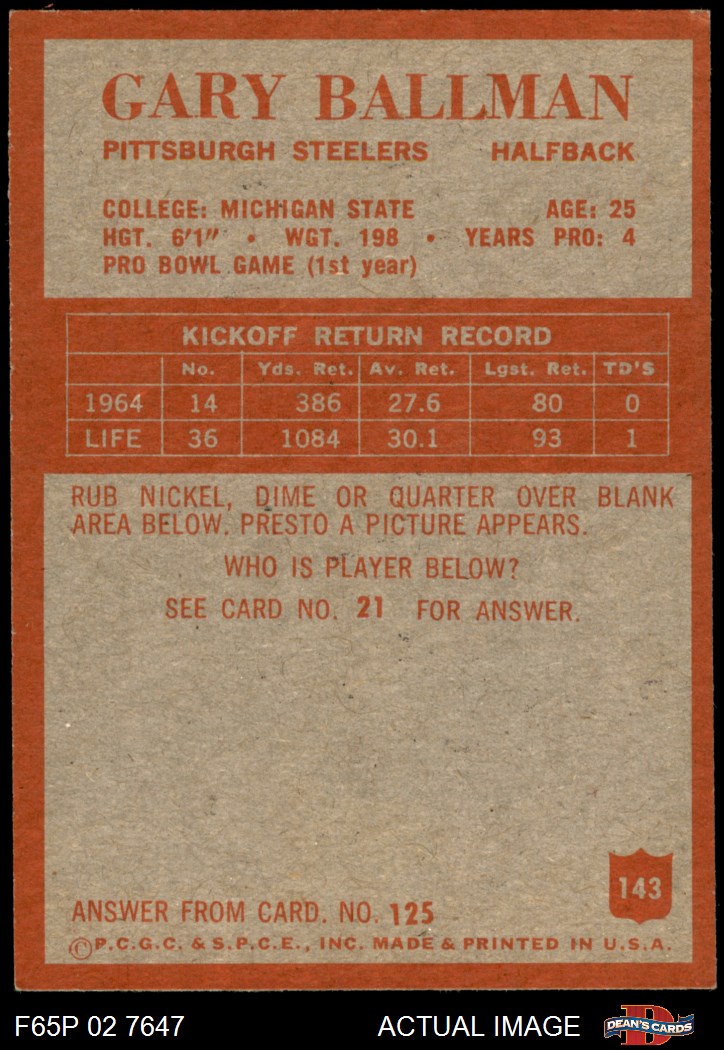 GARY BALLMAN
PITTSBURGH STEELERS HALFBACK
COLLEGE: MICHIGAN STATE AGE: 25
HGT. 6'1" • WGT. 198 • YEARS PRO: 4
PRO BOWL GAME (1st year)
KICKOFF RETURN RECORD
No. Yds. Ret. Av. Ret. Lgst. Ret. TD'S
1964 14 386 27.6 80 0
LIFE 36 1084 30.1 93 1
RUB NICKEL, DIME OR QUARTER OVER BLANK
AREA BELOW. PRESTO A PICTURE APPEARS.
WHO IS PLAYER BELOW?
SEE CARD NO. 21 FOR ANSWER.
143
ANSWER FROM CARD. NO. 125
©P.C.G.C. & S.P.C.E., INC. MADE & PRINTED IN U.S.A.
F65P 02 7647 ACTUAL IMAGE D DEAN'S CARDS